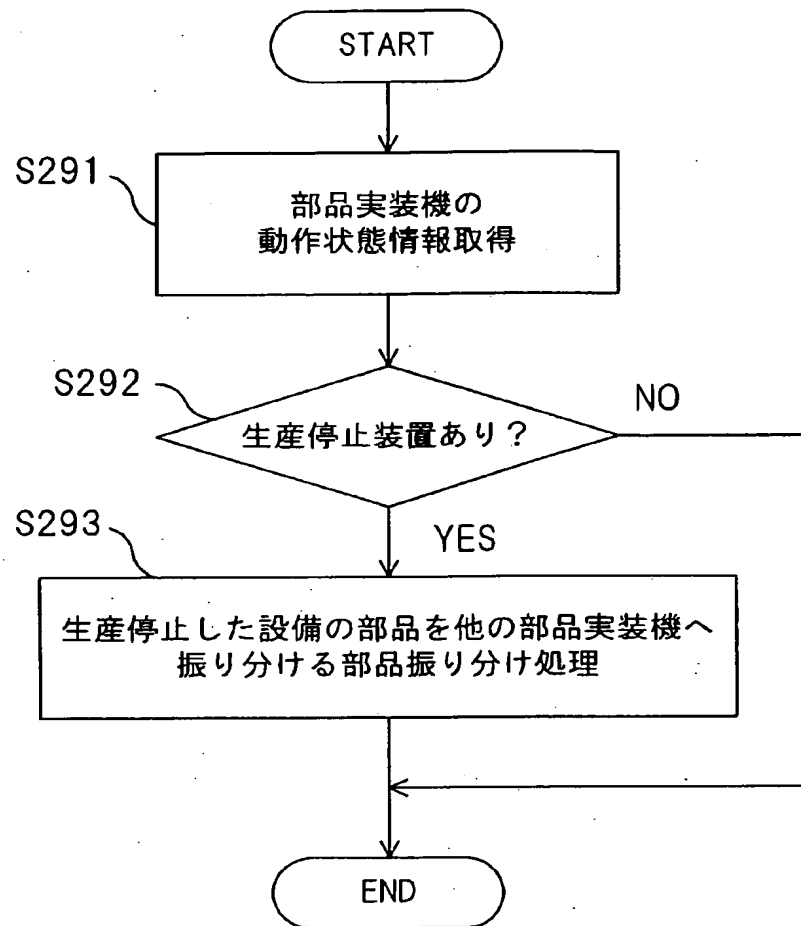 START
S291
部品実装機の
動作状態情報取得
S292
生産停止装置あり?
NO
YES
S293
生産停止した設備の部品を他の部品実装機へ
振り分ける部品振り分け処理
END